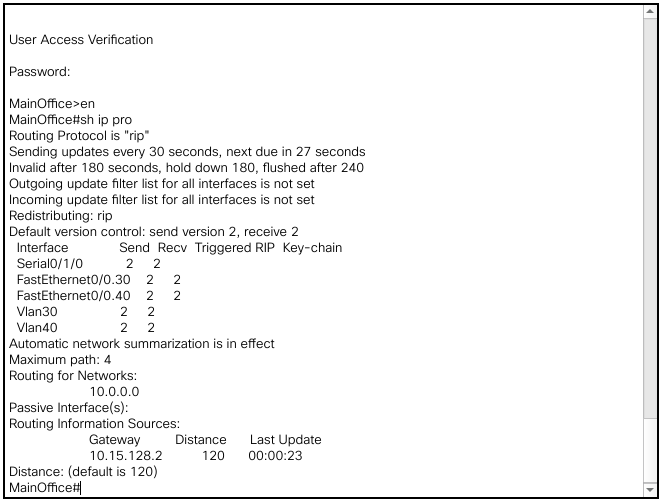 User Access Verification
Password:
MainOffice>en
MainOffice#sh ip pro
Routing Protocol is "rip"
Sending updates every 30 seconds, next due in 27 seconds
Invalid after 180 seconds, hold down 180, flushed after 240
Outgoing update filter list for all interfaces is not set
Incoming update filter list for all interfaces is not set
Redistributing: rip
Default version control: send version 2, receive 2
Interface Send Recv Triggered RIP Key-chain
Serial0/1/0 2 2
FastEthernet0/0.30 2 2
FastEthernet0/0.40 2 2
Vlan30 2 2
Vlan40 2 2
Automatic network summarization is in effect
Maximum path: 4
Routing for Networks:
10.0.0.0
Passive Interface(s):
Routing Information Sources:
Gateway Distance Last Update
10.15.128.2 120 00:00:23
Distance: (default is 120)
MainOffice#